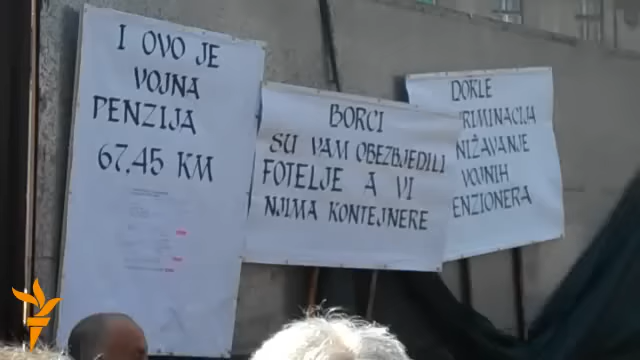 I OVO JE
VOJNA
PENZIJA
67,45 KM
BORCI
SU VAM OBEZBJEDILI
FOTELJE A VI
NJIMA KONTEJNERE
DOKLE
RIMINACIJA
NIŽAVANJE
VOJNIH
ENZIONERA